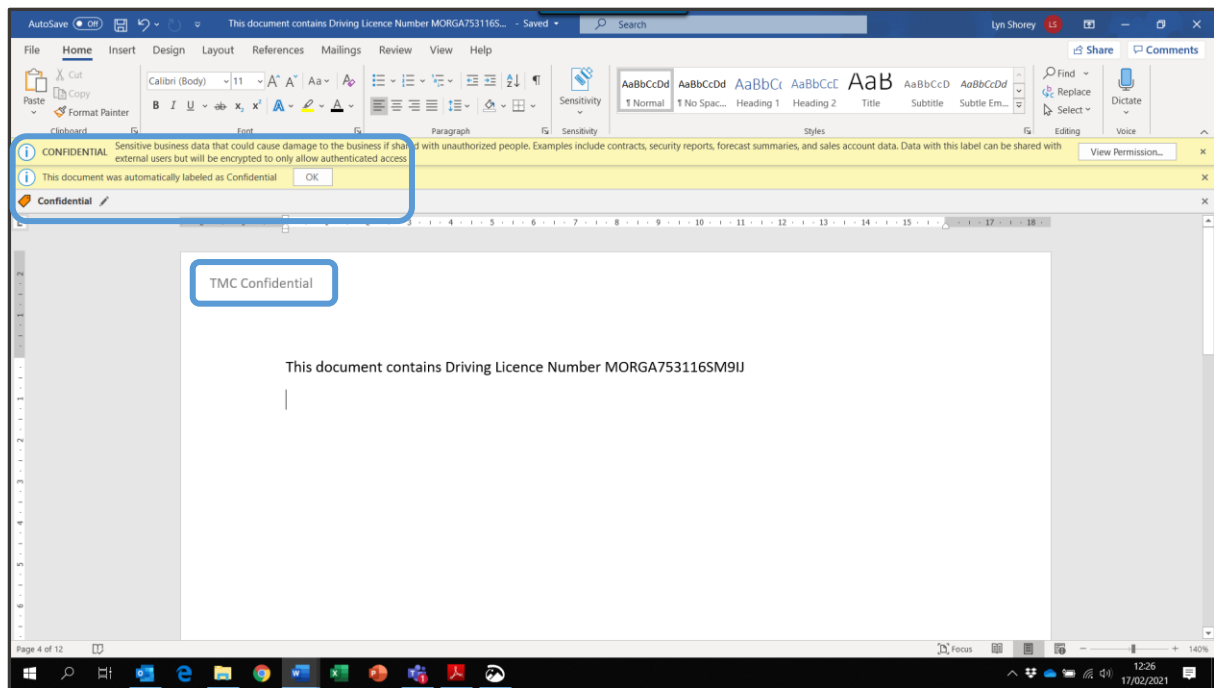 AutoSave Off This document contains Driving Licence Number MORGA753116S... - Saved Search Lyn Shorey LS
File Home Insert Design Layout References Mailings Review View Help Share Comments
Paste Cut Copy Format Painter
Calibri (Body) 11
Sensitivity
AaBbCcDd AaBbCcDd AaBbCc AaBbCcE AaB AaBbCcD AaBbCcDd
¶ Normal ¶ No Spac... Heading 1 Heading 2 Title Subtitle Subtle Em...
Find
Replace
Select
Dictate
Clipboard Font Paragraph Sensitivity Styles Editing Voice
CONFIDENTIAL Sensitive business data that could cause damage to the business if shared with unauthorized people. Examples include contracts, security reports, forecast summaries, and sales account data. Data with this label can be shared with
external users but will be encrypted to only allow authenticated access
View Permission...
This document was automatically labeled as Confidential OK
Confidential
TMC Confidential
This document contains Driving Licence Number MORGA753116SM9IJ
Page 4 of 12 Focus 140%
12:26
17/02/2021